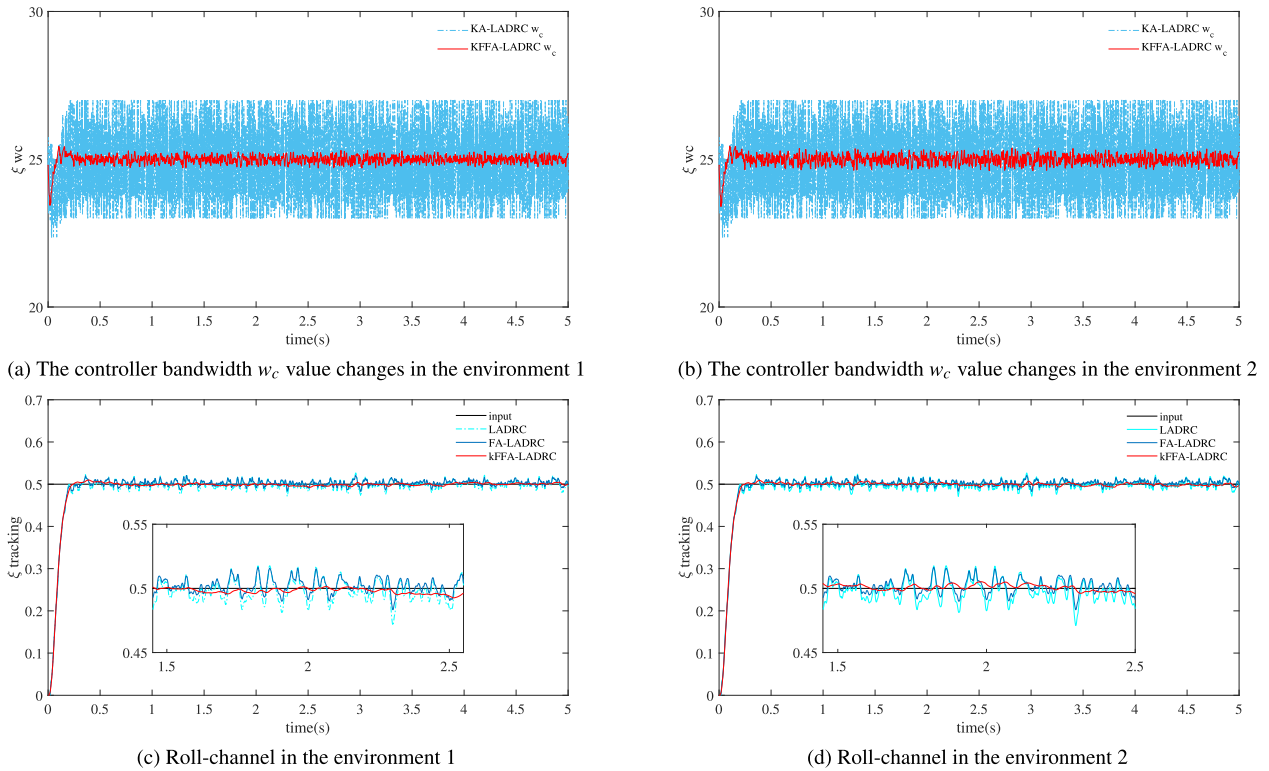 30
25
20
ξ wc
KA-LADRC w_c
KFFA-LADRC w_c
0 0.5 1 1.5 2 2.5 3 3.5 4 4.5 5
time(s)
(a) The controller bandwidth w_c value changes in the environment 1
30
25
20
ξ wc
KA-LADRC w_c
KFFA-LADRC w_c
0 0.5 1 1.5 2 2.5 3 3.5 4 4.5 5
time(s)
(b) The controller bandwidth w_c value changes in the environment 2
0.7
0.6
0.5
0.4
0.3
0.2
0.1
0
ξ tracking
input
LADRC
FA-LADRC
kFFA-LADRC
0.55
0.5
0.45
1.5 2 2.5
0 0.5 1 1.5 2 2.5 3 3.5 4 4.5 5
time(s)
(c) Roll-channel in the environment 1
0.7
0.6
0.5
0.4
0.3
0.2
0.1
0
ξ tracking
input
LADRC
FA-LADRC
kFFA-LADRC
0.55
0.5
0.45
1.5 2 2.5
0 0.5 1 1.5 2 2.5 3 3.5 4 4.5 5
time(s)
(d) Roll-channel in the environment 2